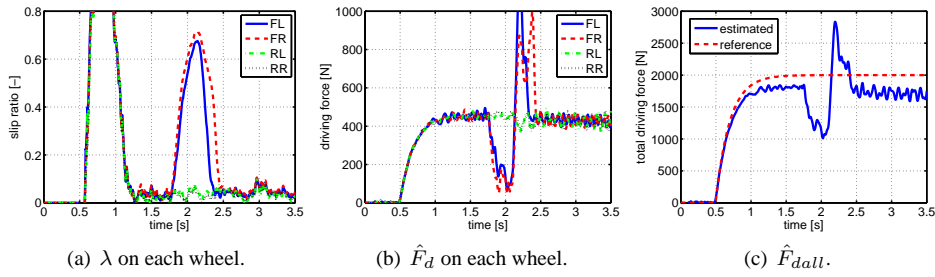 0.8
0.6
0.4
0.2
0
slip ratio [-]
FL
FR
RL
RR
0 0.5 1 1.5 2 2.5 3 3.5
time [s]
(a) λ on each wheel.
1000
800
600
400
200
0
driving force [N]
FL
FR
RL
RR
0 0.5 1 1.5 2 2.5 3 3.5
time [s]
(b) F̂_d on each wheel.
3000
2500
2000
1500
1000
500
0
total driving force [N]
estimated
reference
0 0.5 1 1.5 2 2.5 3 3.5
time [s]
(c) F̂_dall.